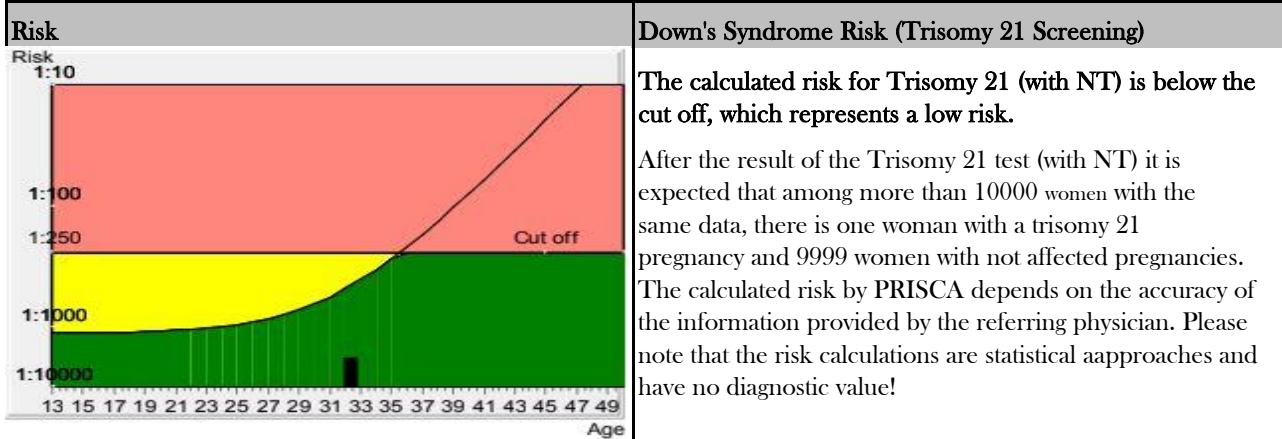 Risk
Down's Syndrome Risk (Trisomy 21 Screening)
Risk
1:10
1:100
1:250
Cut off
1:1000
1:10000
13 15 17 19 21 23 25 27 29 31 33 35 37 39 41 43 45 47 49
Age
The calculated risk for Trisomy 21 (with NT) is below the
cut off, which represents a low risk.
After the result of the Trisomy 21 test (with NT) it is
expected that among more than 10000 women with the
same data, there is one woman with a trisomy 21
pregnancy and 9999 women with not affected pregnancies.
The calculated risk by PRISCA depends on the accuracy of
the information provided by the referring physician. Please
note that the risk calculations are statistical aapproaches and
have no diagnostic value!